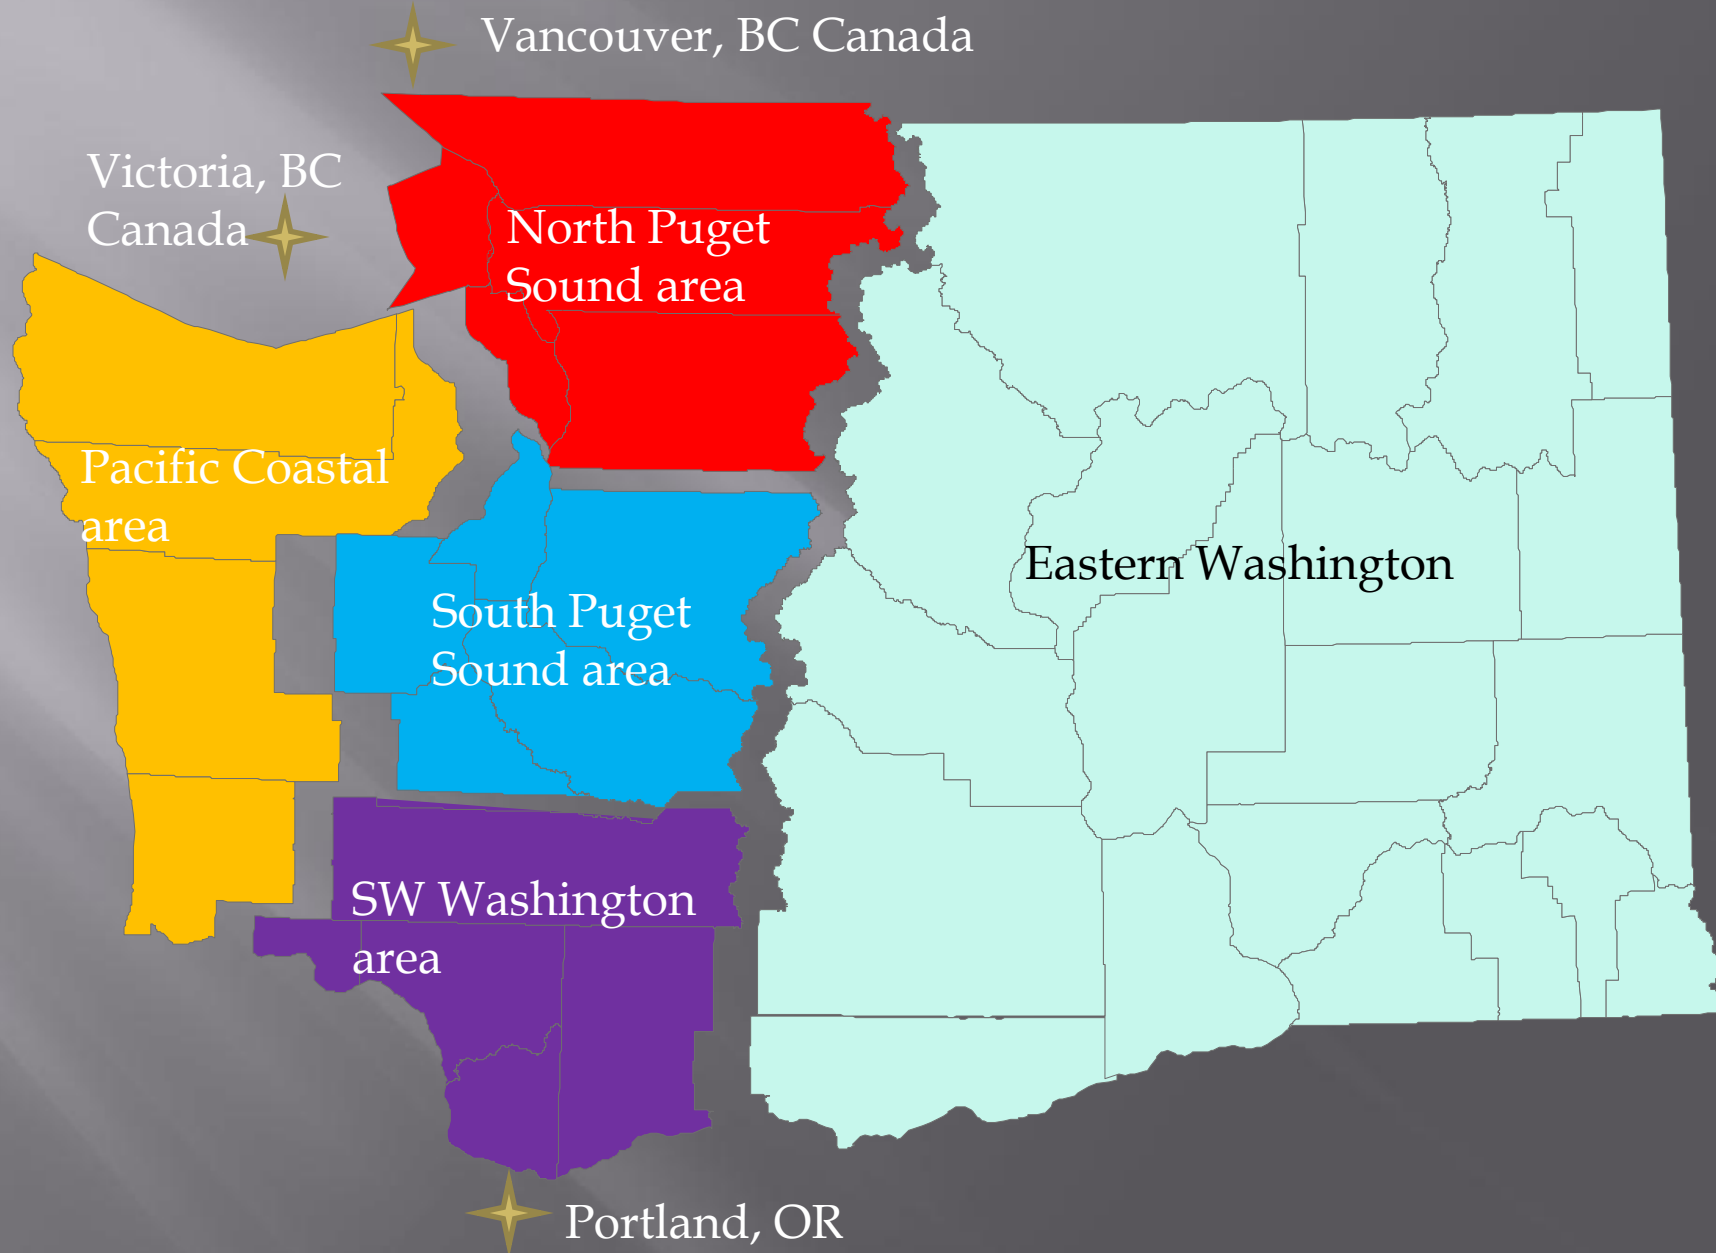 Vancouver, BC Canada
Victoria, BC
Canada
North Puget
Sound area
Pacific Coastal
area
Eastern Washington
South Puget
Sound area
SW Washington
area
Portland, OR